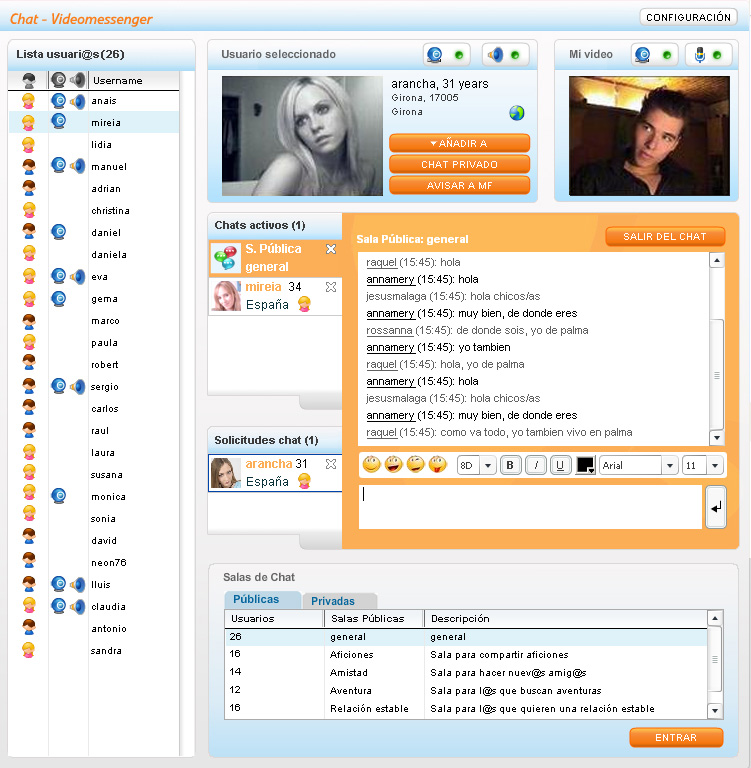 Chat - Videomessenger
CONFIGURACIÓN
Lista usuari@s(26)
Username
anais
mireia
lidia
manuel
adrian
christina
daniel
daniela
eva
gema
marco
paula
robert
sergio
carlos
raul
laura
susana
monica
sonia
david
neon76
lluis
claudia
antonio
sandra
Usuario seleccionado
arancha, 31 years
Girona, 17005
Girona
AÑADIR A
CHAT PRIVADO
AVISAR A MF
Mi video
Chats activos (1)
S. Pública
general
mireia 34
España
Solicitudes chat (1)
arancha 31
España
Sala Pública: general
SALIR DEL CHAT
raquel (15:45): hola
annamery (15:45): hola
jesusmalaga (15:45): hola chicos/as
annamery (15:45): muy bien, de donde eres
rossanna (15:45): de donde sois, yo de palma
annamery (15:45): yo tambien
raquel (15:45): hola, yo de palma
annamery (15:45): hola
jesusmalaga (15:45): hola chicos/as
annamery (15:45): muy bien, de donde eres
raquel (15:45): como va todo, yo tambien vivo en palma
8D B I U Arial 11
Salas de Chat
Públicas Privadas
Usuarios Salas Públicas Descripción
26 general general
16 Aficiones Sala para compartir aficiones
14 Amistad Sala para hacer nuev@s amig@s
12 Aventura Sala para l@s que buscan aventuras
16 Relación estable Sala para l@s que quieren una relación estable
ENTRAR